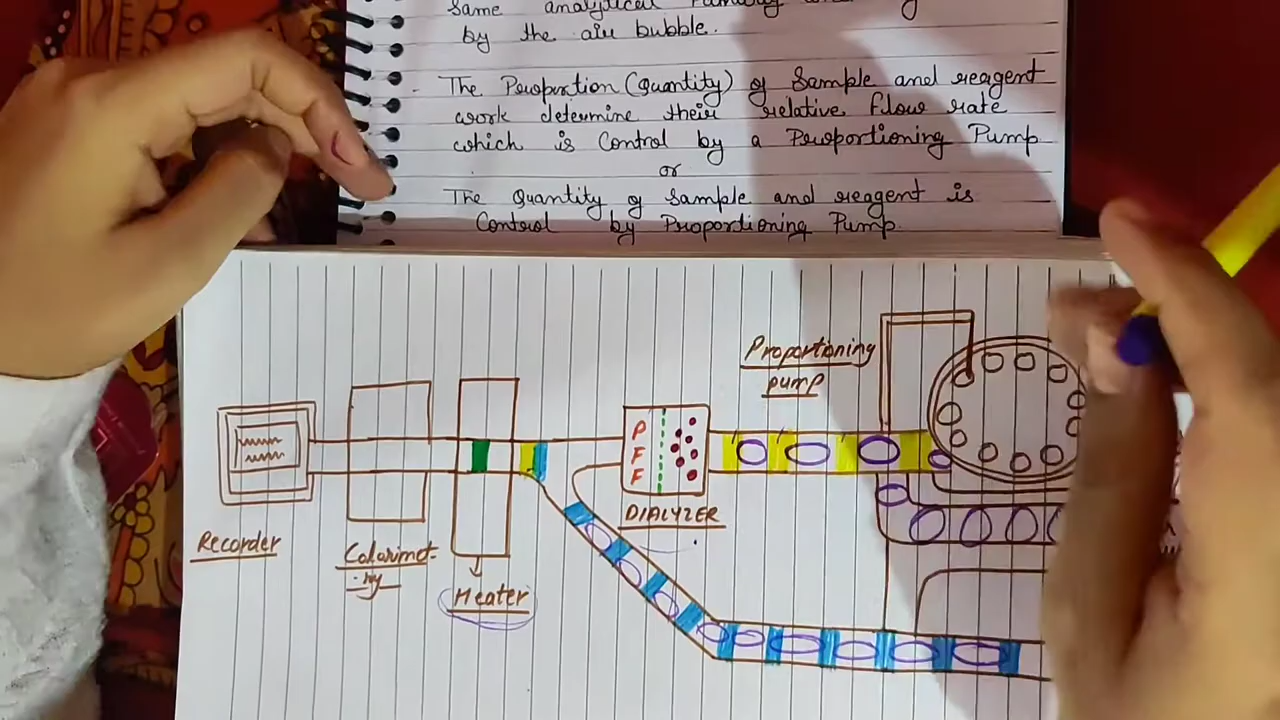 Same analytical
by the air bubble.
The Proportion (Quantity) of Sample and reagent
work determine their relative flow rate
which is Control by a Proportioning Pump
or
The Quantity of Sample and reagent is
Control by Proportioning Pump.
Proportioning
pump
P
F
F
DIALYZER
Recorder
Colorimet-
ry
Heater